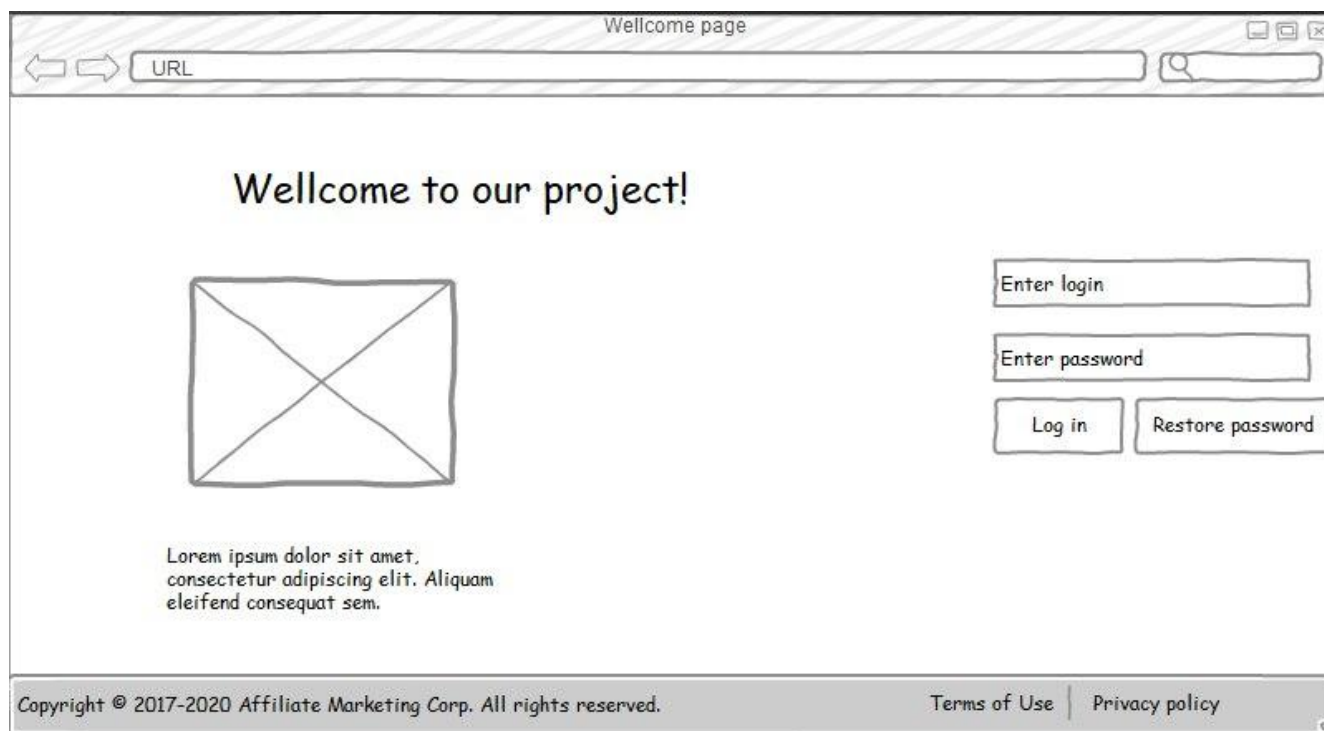 Wellcome page
URL
Wellcome to our project!
Enter login
Enter password
Log in
Restore password
Lorem ipsum dolor sit amet,
consectetur adipiscing elit. Aliquam
eleifend consequat sem.
Copyright © 2017-2020 Affiliate Marketing Corp. All rights reserved.
Terms of Use
Privacy policy